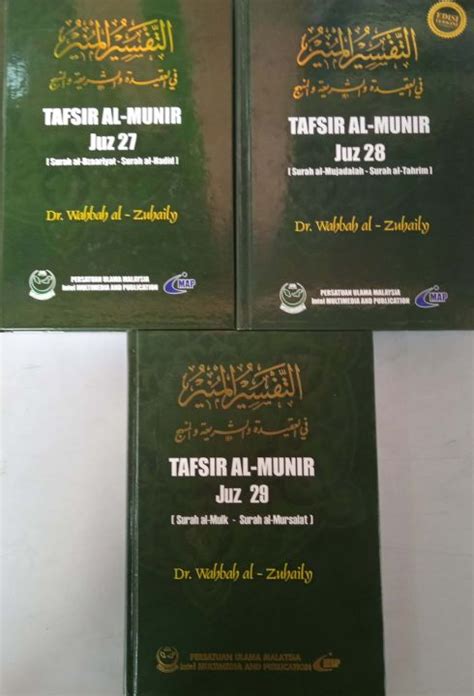 التفسير المنير
في العقيدة والشريعة والمنهج
TAFSIR AL-MUNIR
Juz 27
( Surah al-Dzaariyat - Surah al-Hadid )
Dr. Wahbah al - Zuhaily
PERSATUAN ULAMA MALAYSIA
Intel MULTIMEDIA AND PUBLICATION
MAP
EDISI
التفسير المنير
في العقيدة والشريعة والمنهج
TAFSIR AL-MUNIR
Juz 28
( Surah al-Mujadalah - Surah al-Tahrim )
Dr. Wahbah al - Zuhaily
PERSATUAN ULAMA MALAYSIA
Intel MULTIMEDIA AND PUBLICATION
MAP
التفسير المنير
في العقيدة والشريعة والمنهج
TAFSIR AL-MUNIR
Juz 29
( Surah al-Mulk - Surah al-Mursalat )
Dr. Wahbah al - Zuhaily
PERSATUAN ULAMA MALAYSIA
Intel MULTIMEDIA AND PUBLICATION
MAP